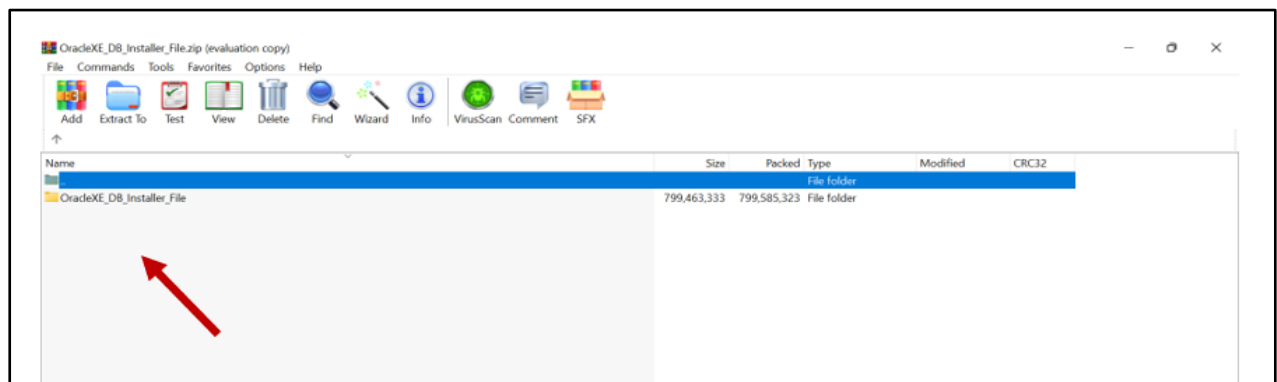 OracleXE_DB_Installer_File.zip (evaluation copy)
File Commands Tools Favorites Options Help
Add Extract To Test View Delete Find Wizard Info VirusScan Comment SFX
Name Size Packed Type Modified CRC32
.. File folder
OracleXE_DB_Installer_File 799,463,333 799,585,323 File folder